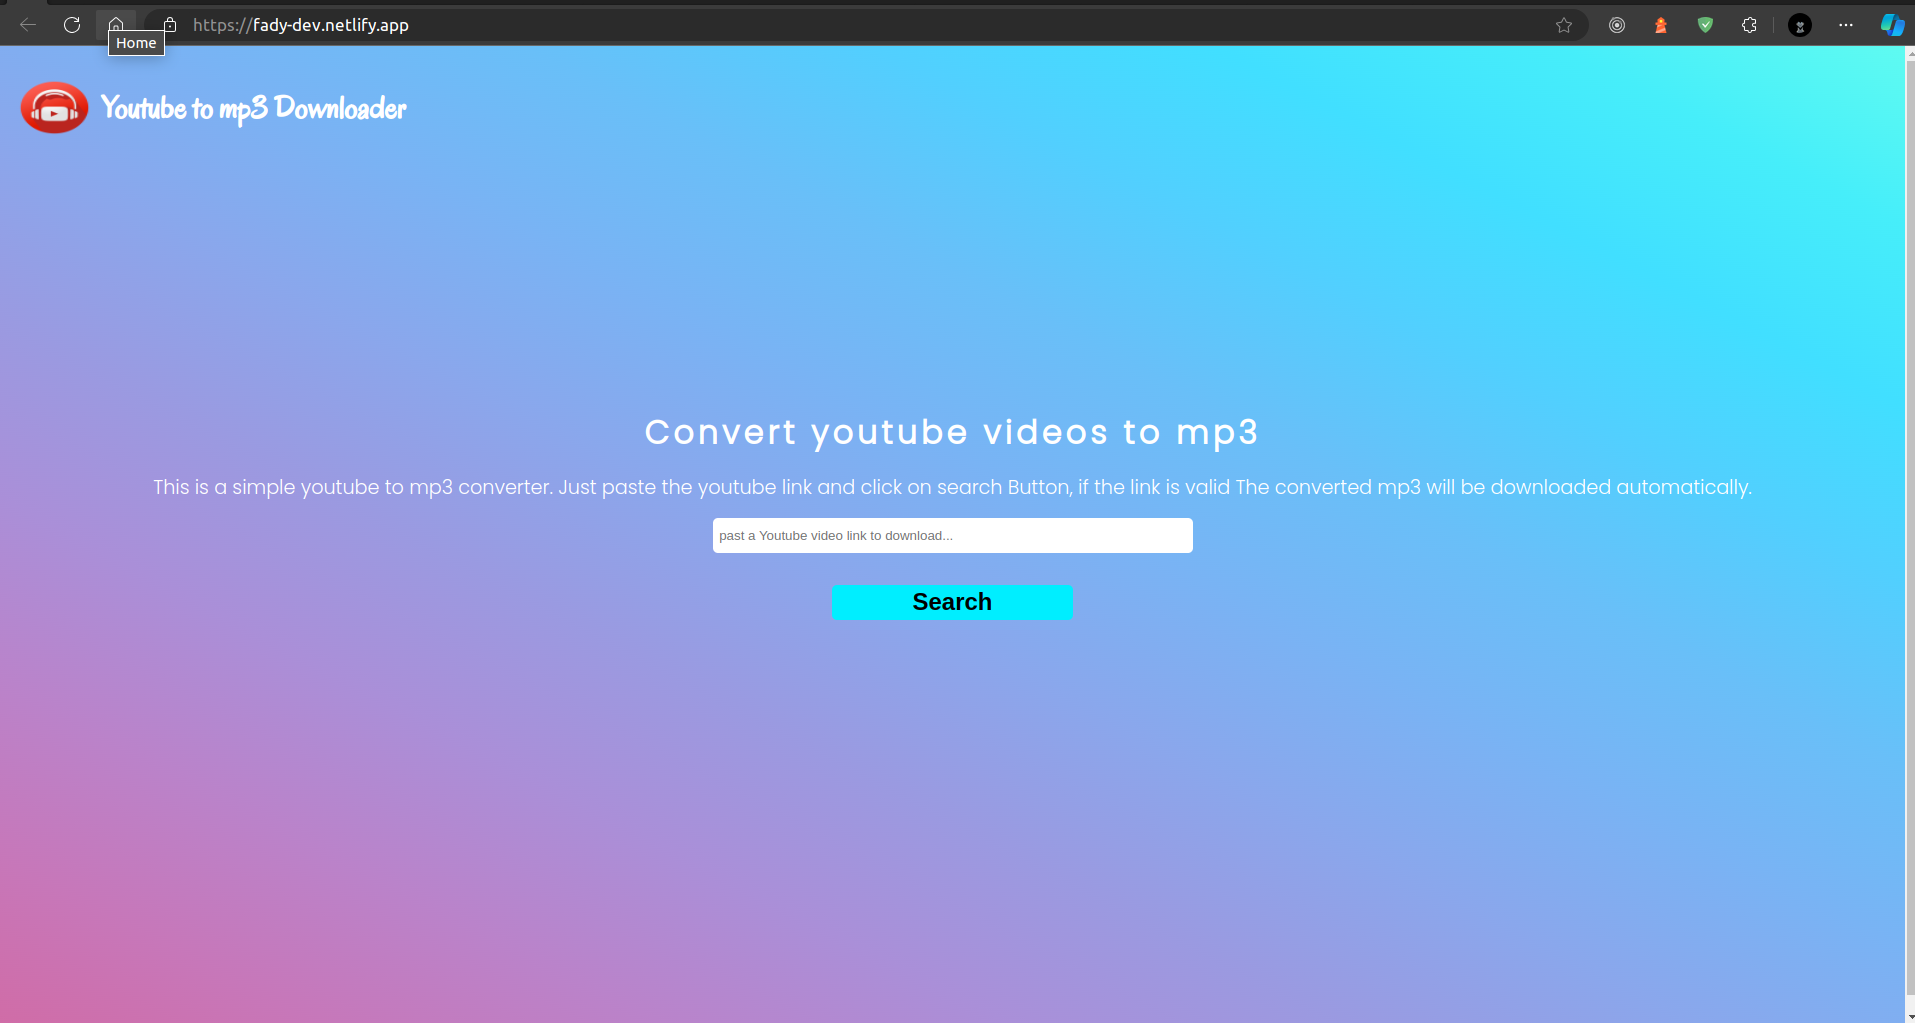 https://fady-dev.netlify.app
Home
Youtube to mp3 Downloader
Convert youtube videos to mp3
This is a simple youtube to mp3 converter. Just paste the youtube link and click on search Button, if the link is valid The converted mp3 will be downloaded automatically.
past a Youtube video link to download...
Search